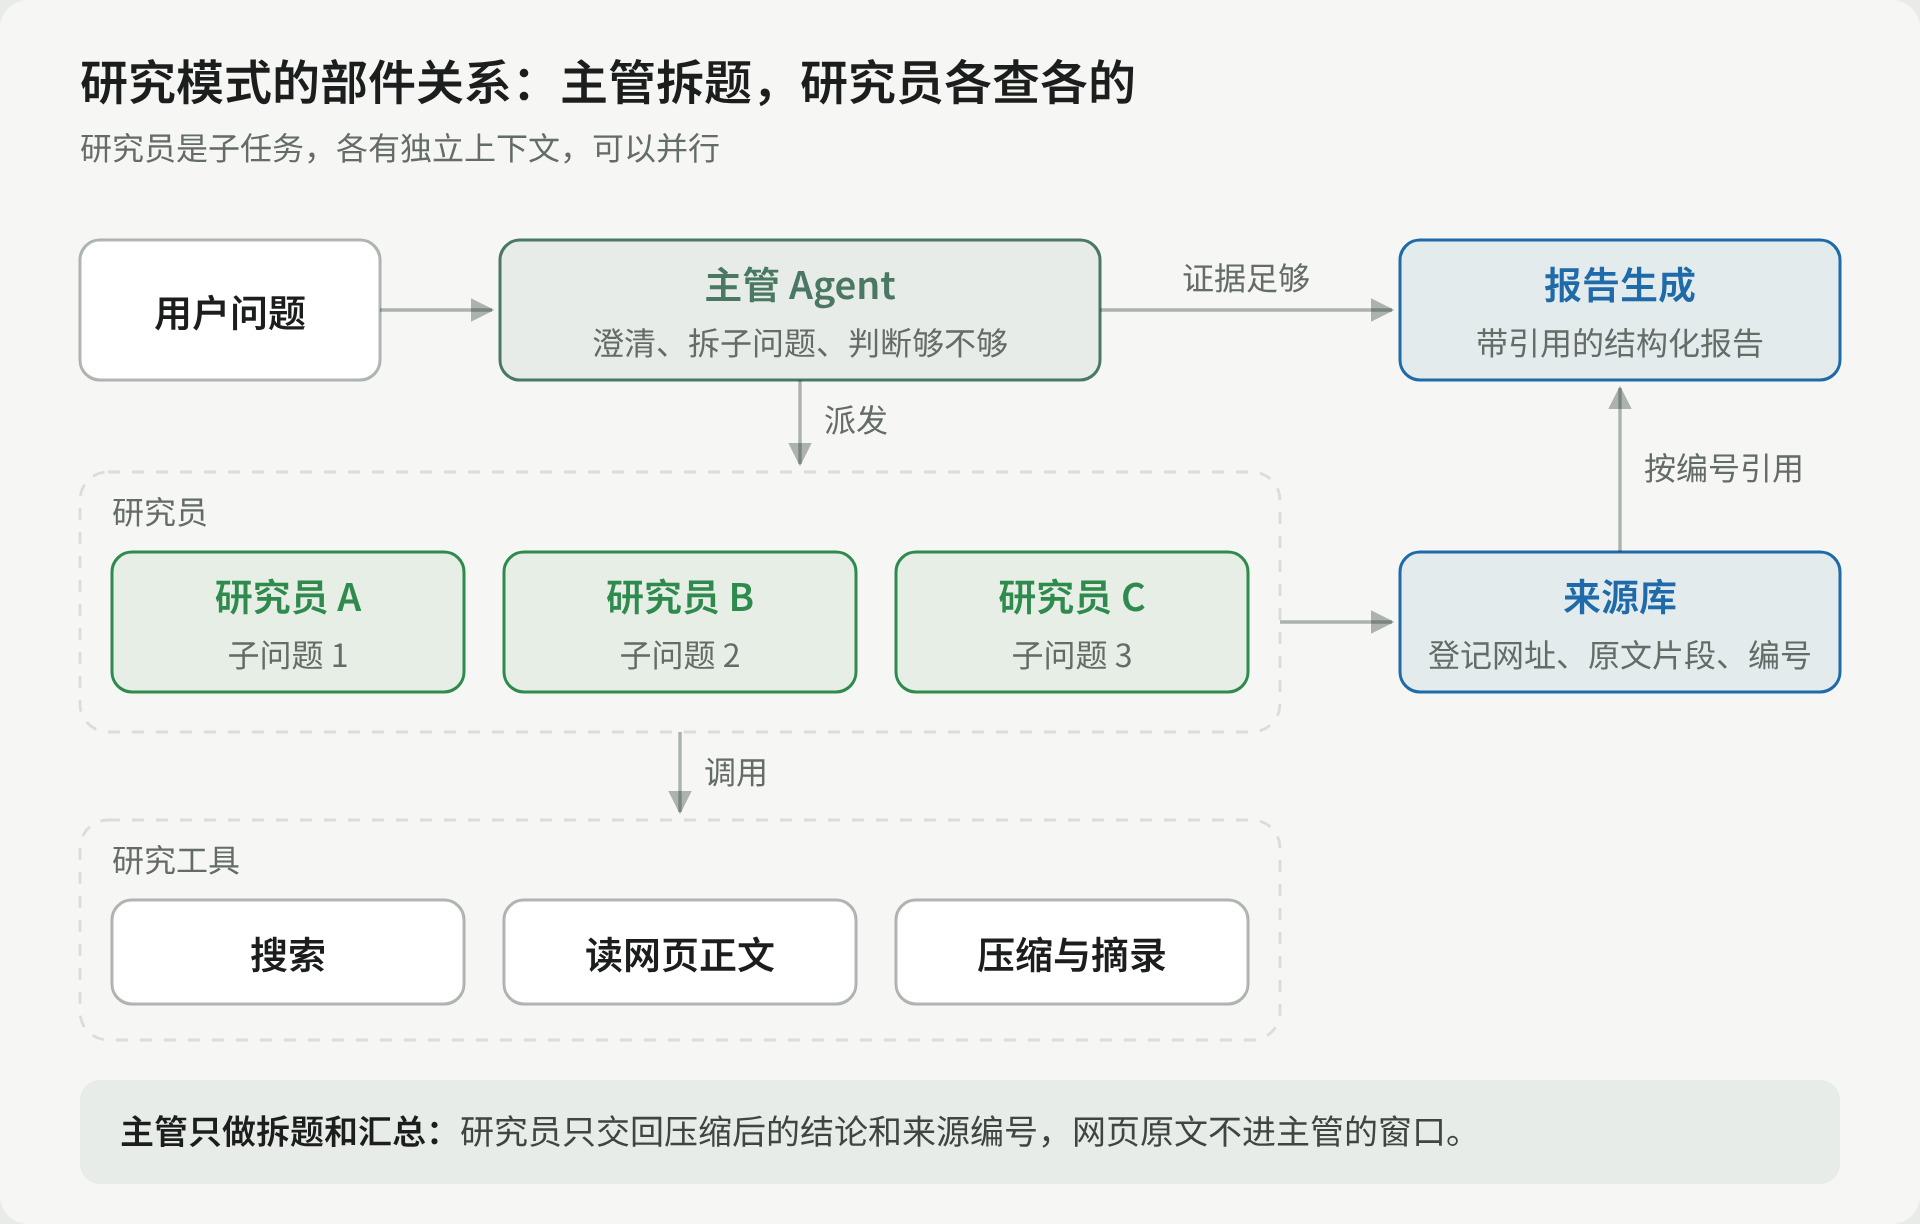 研究模式的部件关系：主管拆题，研究员各查各的
研究员是子任务，各有独立上下文，可以并行
用户问题
主管 Agent
澄清、拆子问题、判断够不够
证据足够
报告生成
带引用的结构化报告
派发
按编号引用
研究员
研究员 A
子问题 1
研究员 B
子问题 2
研究员 C
子问题 3
来源库
登记网址、原文片段、编号
调用
研究工具
搜索
读网页正文
压缩与摘录
主管只做拆题和汇总：研究员只交回压缩后的结论和来源编号，网页原文不进主管的窗口。